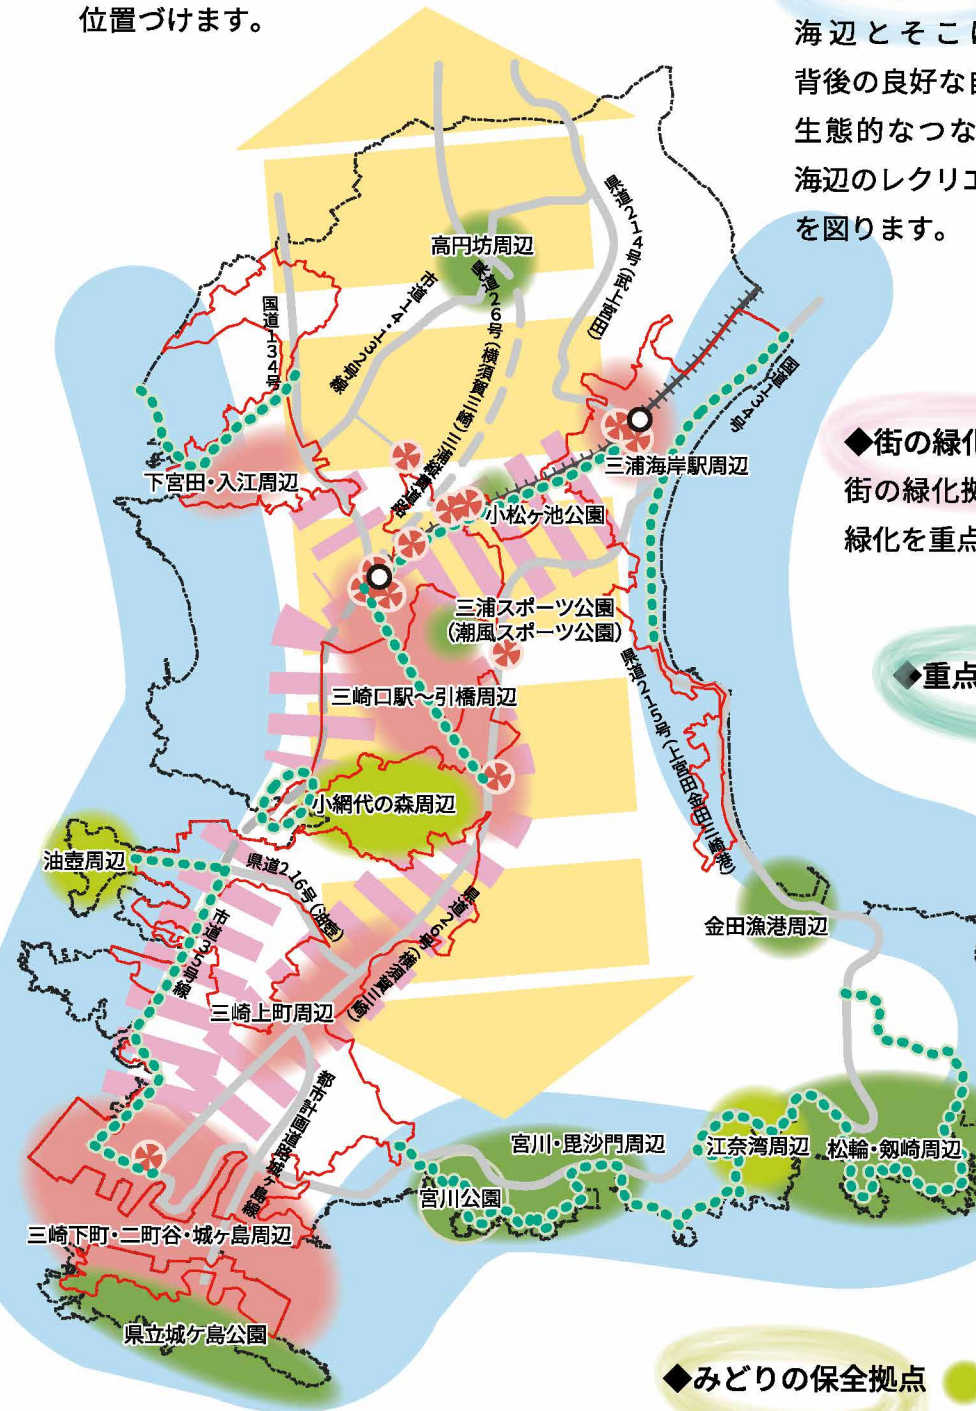 位置づけます。
海辺とそこ
背後の良好な
生態的なつな
海辺のレクリエ
を図ります。
高円坊周辺
県道214号(武上宮田)
県道26号(横須賀三崎)三浦縦貫道路
市道14・132号線
国道134号
国道134号
◆街の緑化
街の緑化拠
緑化を重点
三浦海岸駅周辺
下宮田・入江周辺
小松ヶ池公園
三浦スポーツ公園
(潮風スポーツ公園)
◆重点
県道215号(上宮田金田三崎港)
三崎口駅～引橋周辺
小網代の森周辺
油壺周辺
県道216号(油壺)
県道26号(横須賀三崎)
市道35号線
金田漁港周辺
三崎上町周辺
都市計画道路城ヶ島線
宮川・毘沙門周辺
江奈湾周辺
松輪・剱崎周辺
宮川公園
三崎下町・二町谷・城ヶ島周辺
県立城ケ島公園
◆みどりの保全拠点